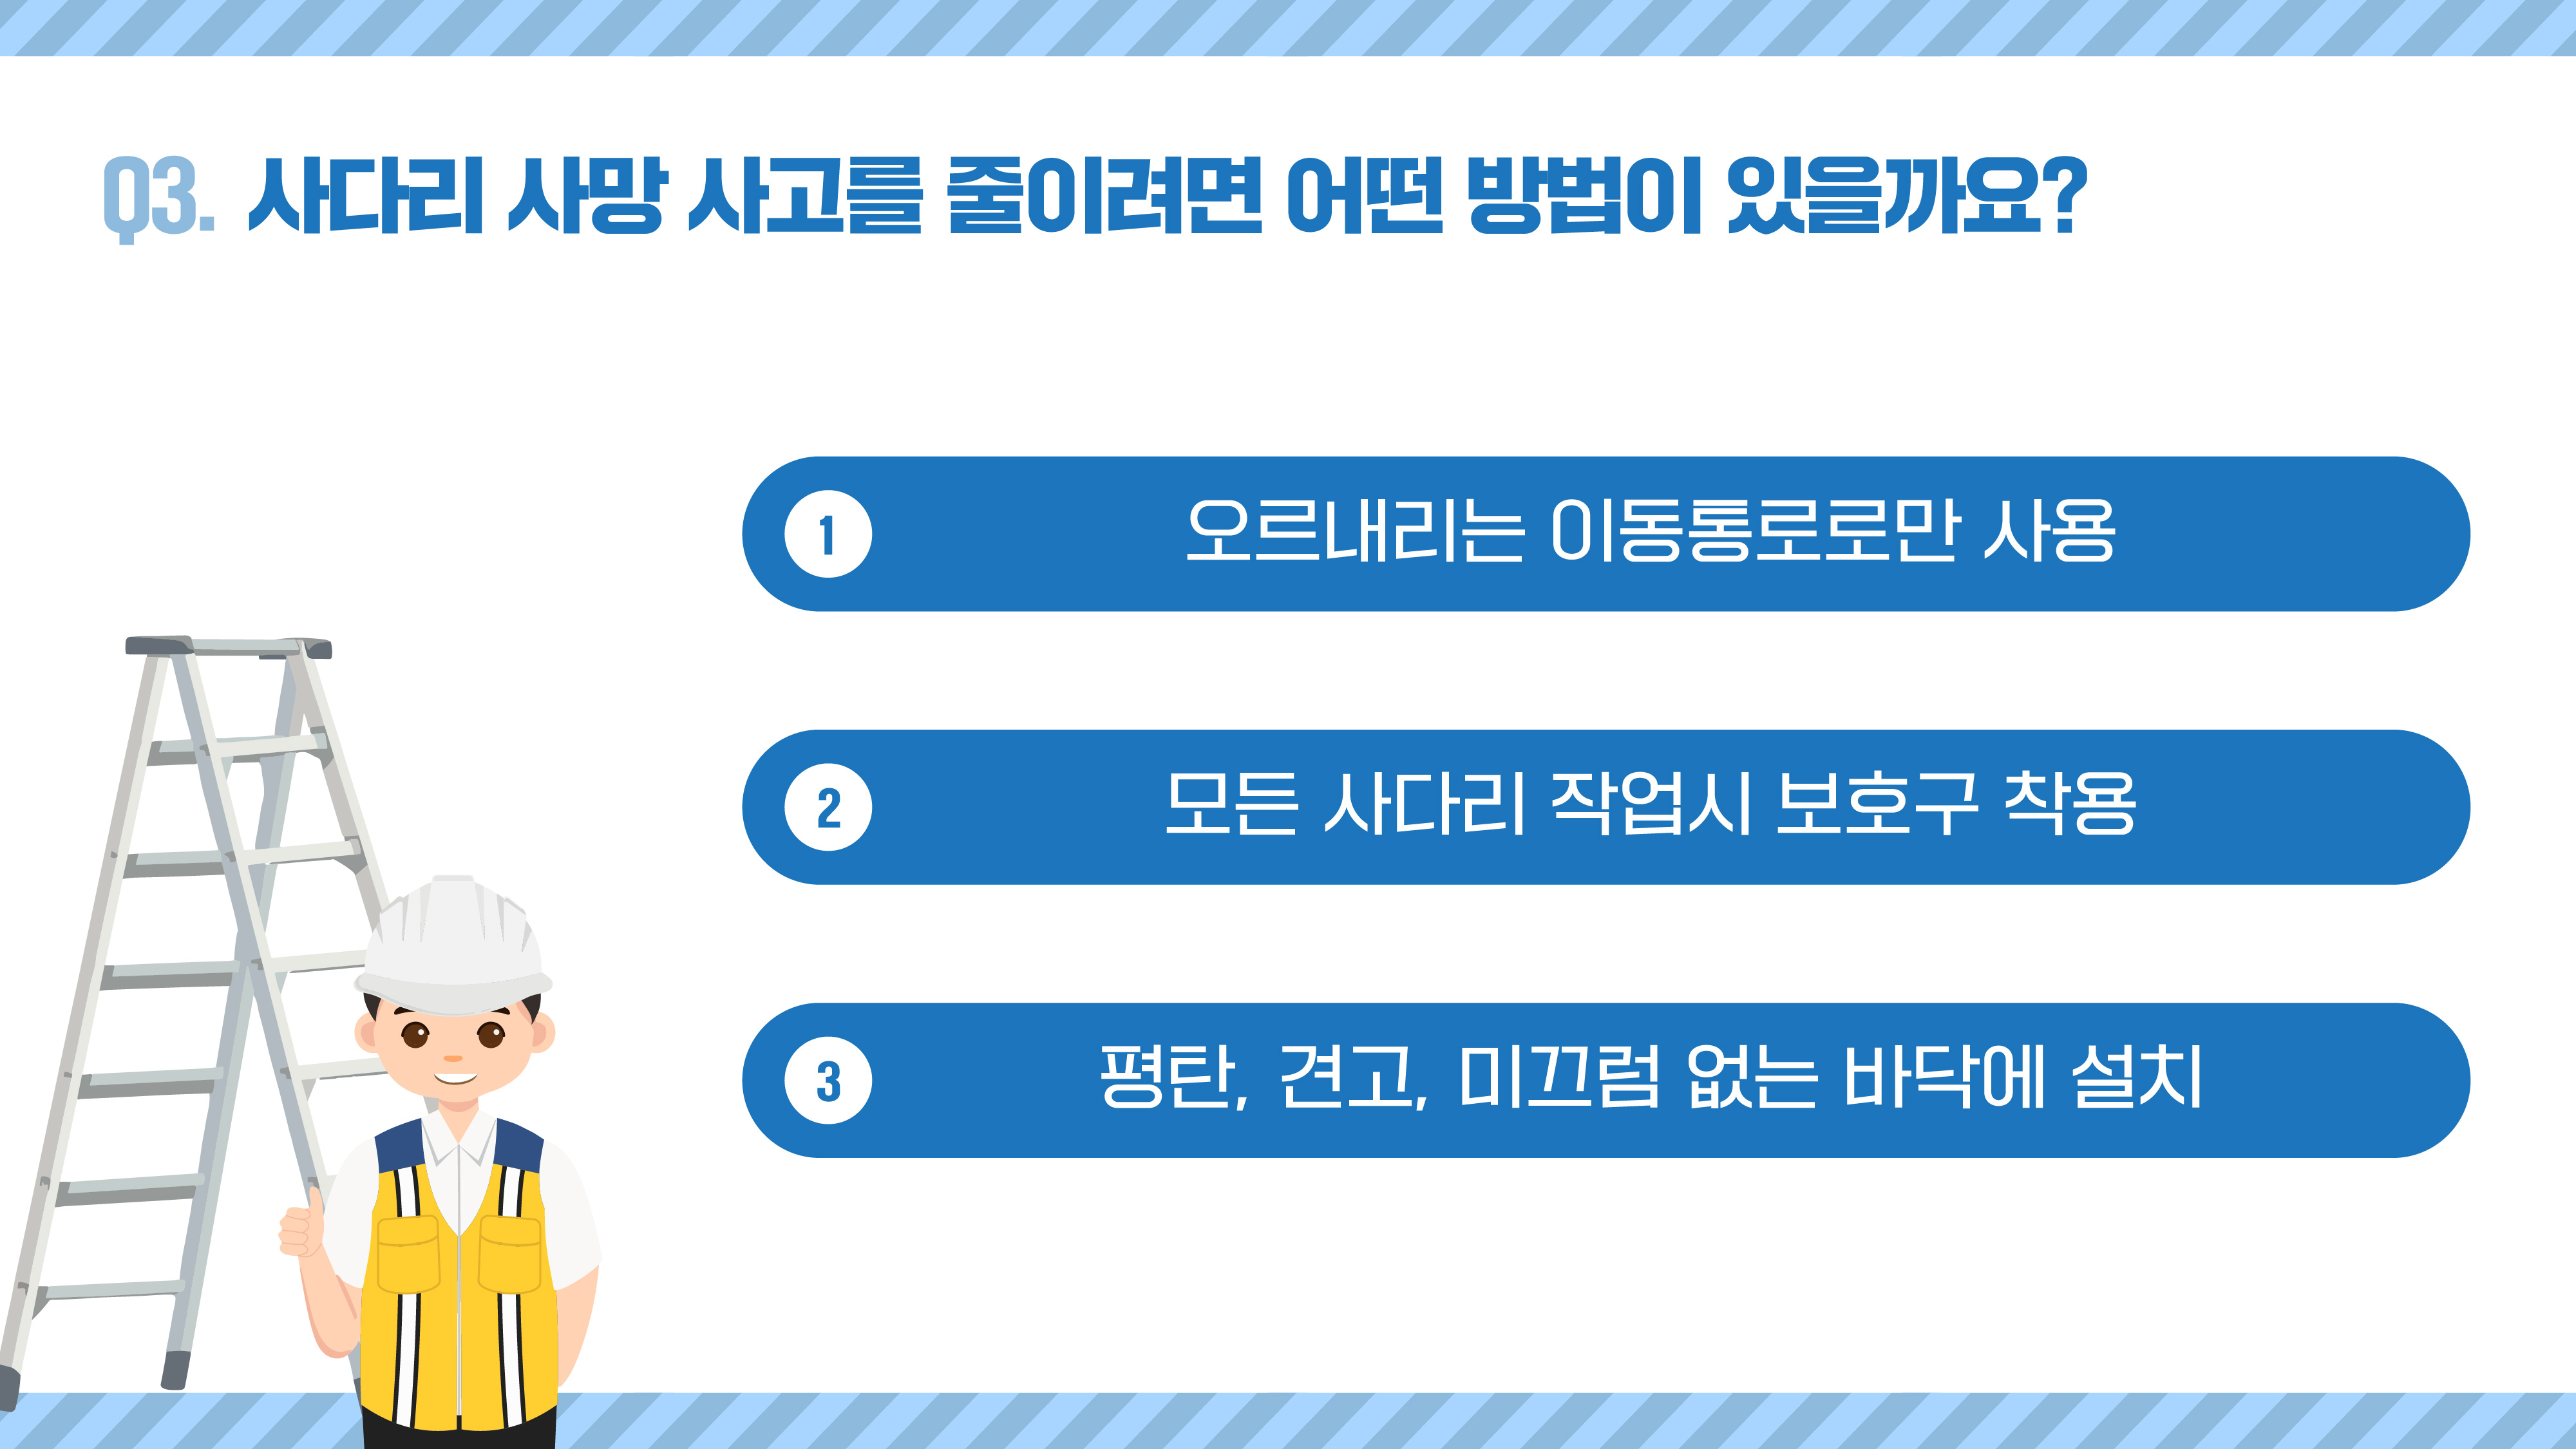 Q3. 사다리 사망 사고를 줄이려면 어떤 방법이 있을까요?
1 오르내리는 이동통로로만 사용
2 모든 사다리 작업시 보호구 착용
3 평탄, 견고, 미끄럼 없는 바닥에 설치